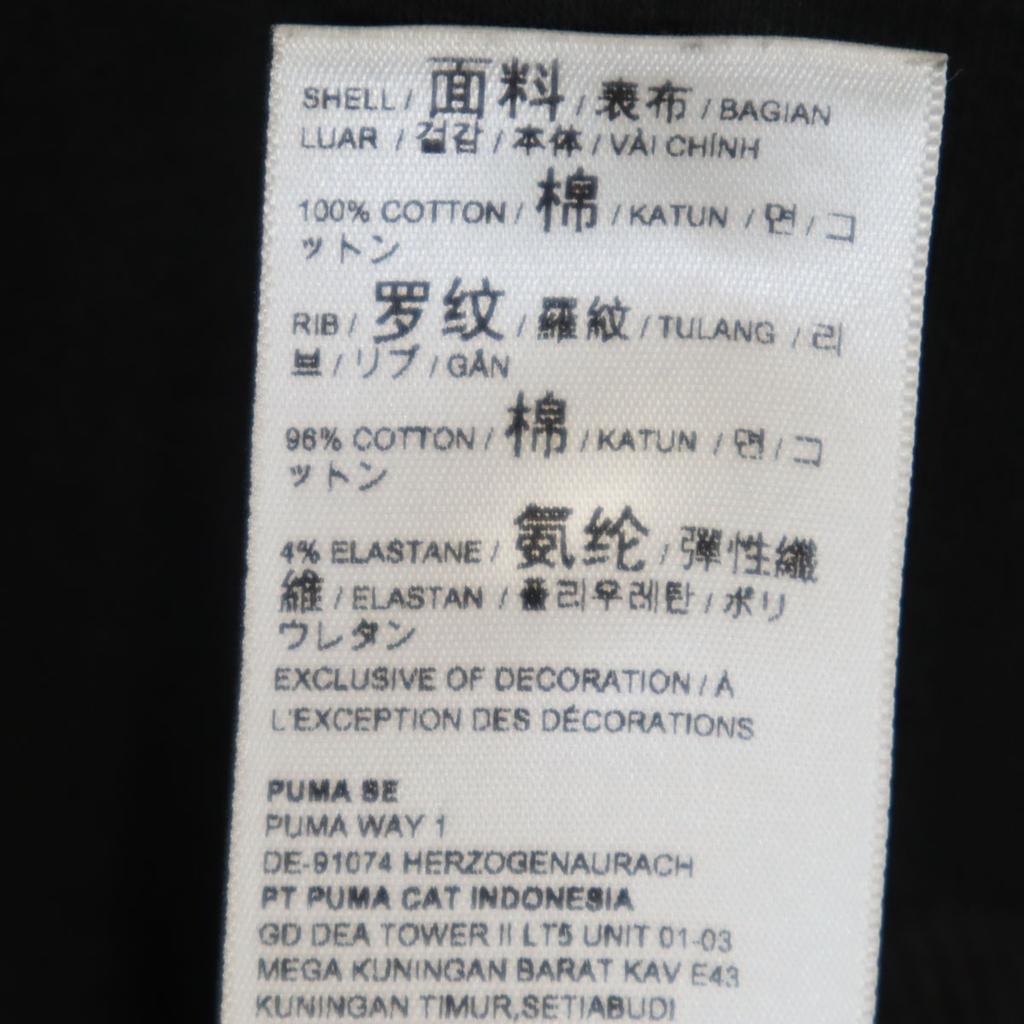 SHELL / 面料 / 裹布 / BAGIAN
LUAR / 겉감 / 本体 / VẢI CHÍNH
100% COTTON / 棉 / KATUN / 면 / コ
ットン
RIB / 罗纹 / 羅紋 / TULANG / 리
브 / リブ / GÂN
96% COTTON / 棉 / KATUN / 면 / コ
ットン
4% ELASTANE / 氨纶 / 彈性纖
維 / ELASTAN / 폴리우레탄 / ポリ
ウレタン
EXCLUSIVE OF DECORATION / À
L'EXCEPTION DES DÉCORATIONS
PUMA SE
PUMA WAY 1
DE-91074 HERZOGENAURACH
PT PUMA CAT INDONESIA
GD DEA TOWER II LT5 UNIT 01-03
MEGA KUNINGAN BARAT KAV E43
KUNINGAN TIMUR,SETIABUDI